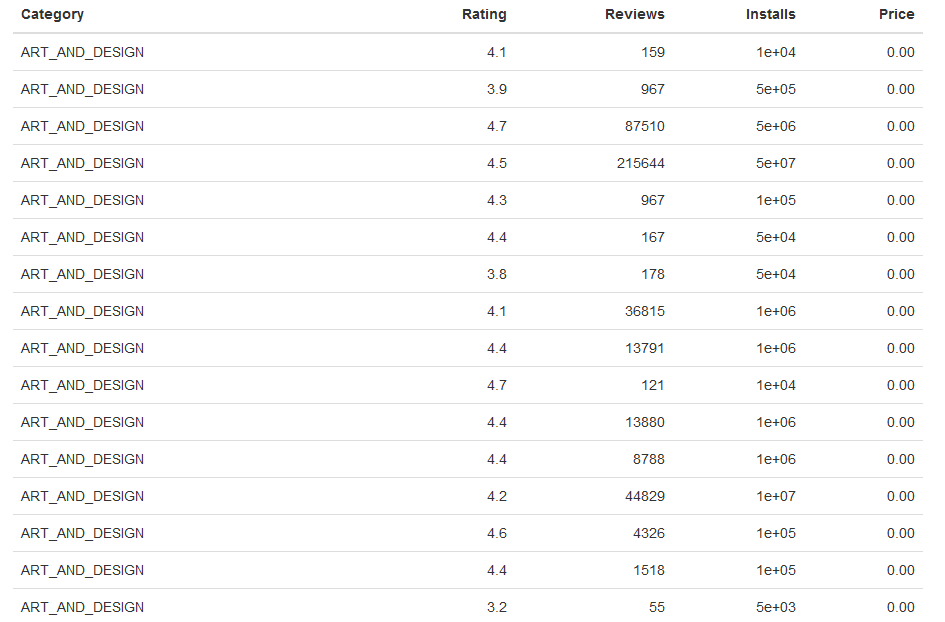 Category Rating Reviews Installs Price
ART_AND_DESIGN 4.1 159 1e+04 0.00
ART_AND_DESIGN 3.9 967 5e+05 0.00
ART_AND_DESIGN 4.7 87510 5e+06 0.00
ART_AND_DESIGN 4.5 215644 5e+07 0.00
ART_AND_DESIGN 4.3 967 1e+05 0.00
ART_AND_DESIGN 4.4 167 5e+04 0.00
ART_AND_DESIGN 3.8 178 5e+04 0.00
ART_AND_DESIGN 4.1 36815 1e+06 0.00
ART_AND_DESIGN 4.4 13791 1e+06 0.00
ART_AND_DESIGN 4.7 121 1e+04 0.00
ART_AND_DESIGN 4.4 13880 1e+06 0.00
ART_AND_DESIGN 4.4 8788 1e+06 0.00
ART_AND_DESIGN 4.2 44829 1e+07 0.00
ART_AND_DESIGN 4.6 4326 1e+05 0.00
ART_AND_DESIGN 4.4 1518 1e+05 0.00
ART_AND_DESIGN 3.2 55 5e+03 0.00